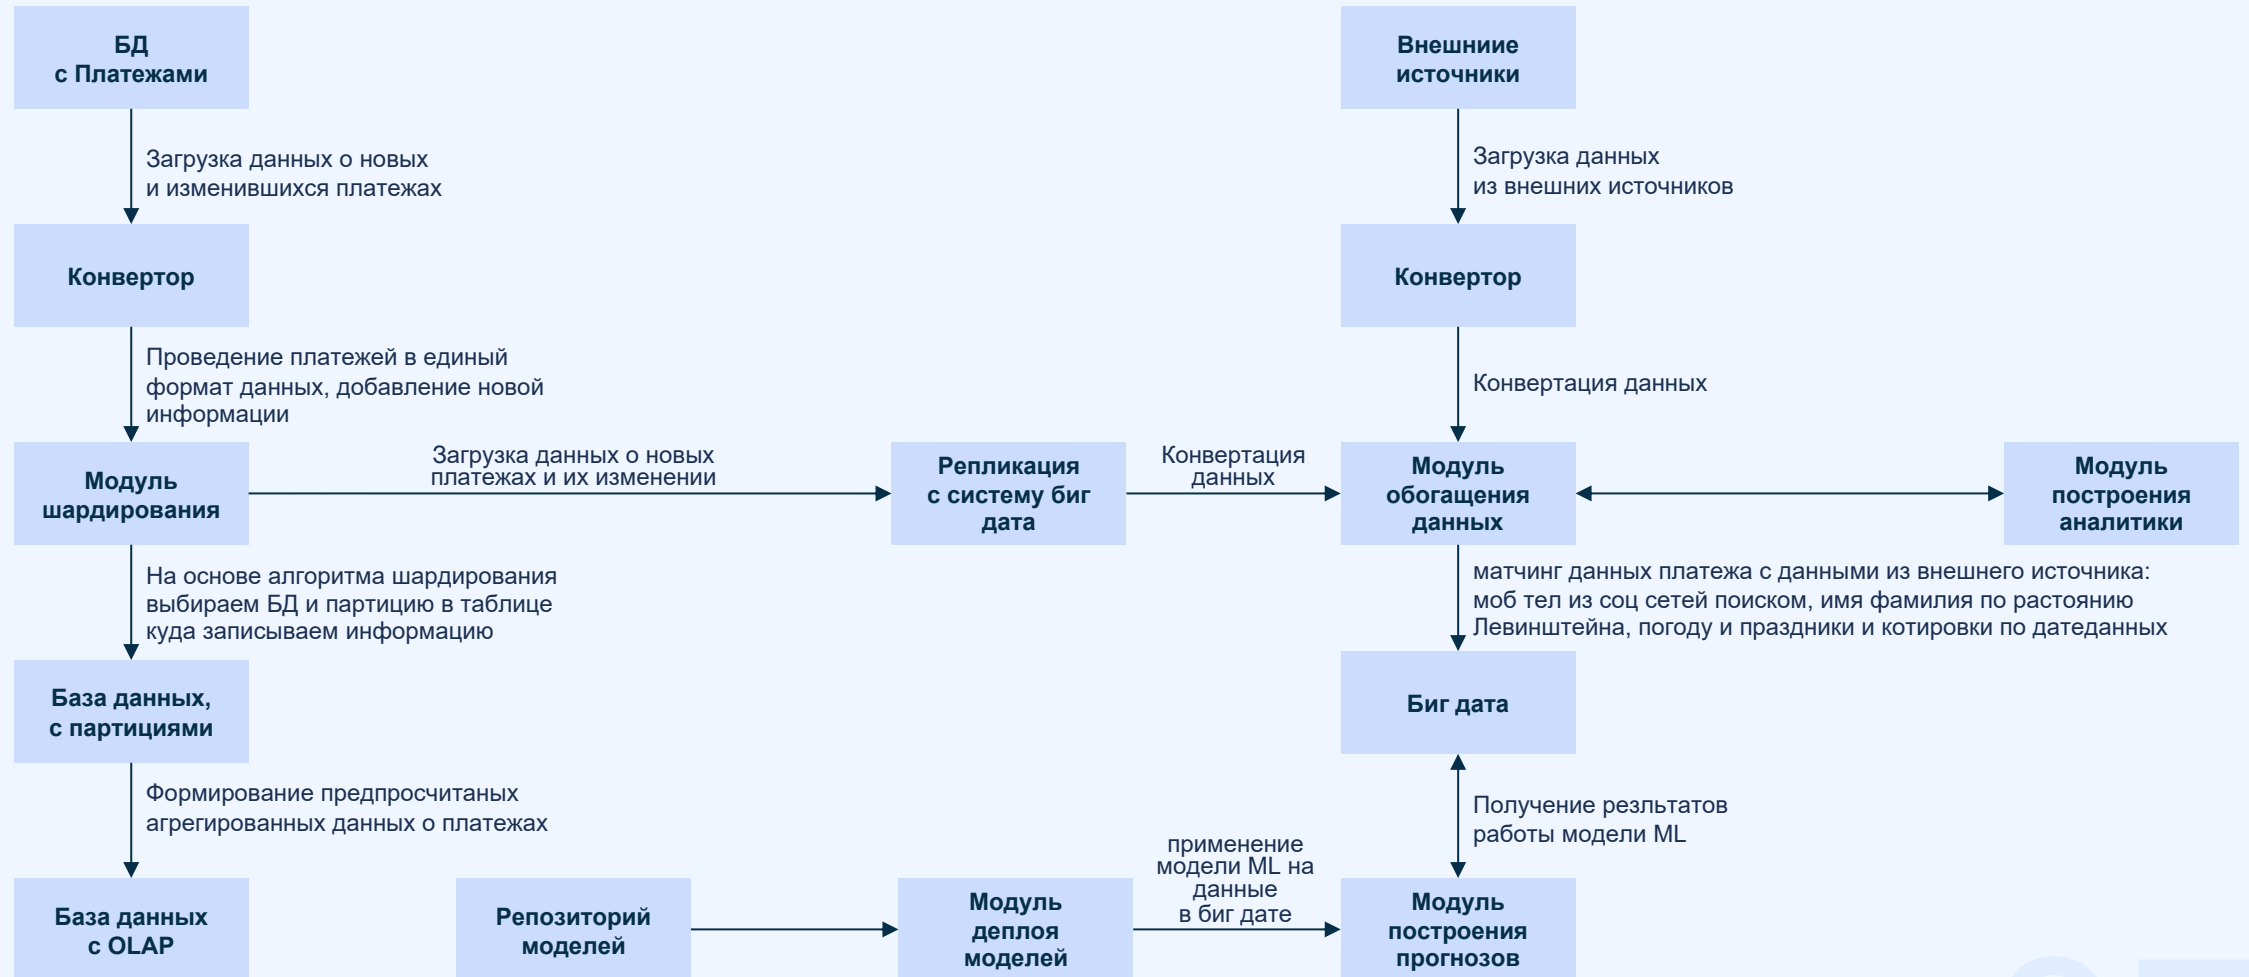 БД
с Платежами
Внешниие
источники
Загрузка данных о новых
и изменившихся платежах
Загрузка данных
из внешних источников
Конвертор
Конвертор
Проведение платежей в единый
формат данных, добавление новой
информации
Конвертация данных
Модуль
шардирования
Загрузка данных о новых
платежах и их изменении
Репликация
с систему биг
дата
Конвертация
данных
Модуль
обогащения
данных
Модуль
построения
аналитики
На основе алгоритма шардирования
выбираем БД и партицию в таблице
куда записываем информацию
матчинг данных платежа с данными из внешнего источника:
моб тел из соц сетей поиском, имя фамилия по растоянию
Левинштейна, погоду и праздники и котировки по датеданных
База данных,
с партициями
Биг дата
Формирование предпросчитаных
агрегированных данных о платежах
Получение резльтатов
работы модели ML
База данных
с OLAP
Репозиторий
моделей
Модуль
деплоя
моделей
применение
модели ML на
данные
в биг дате
Модуль
построения
прогнозов